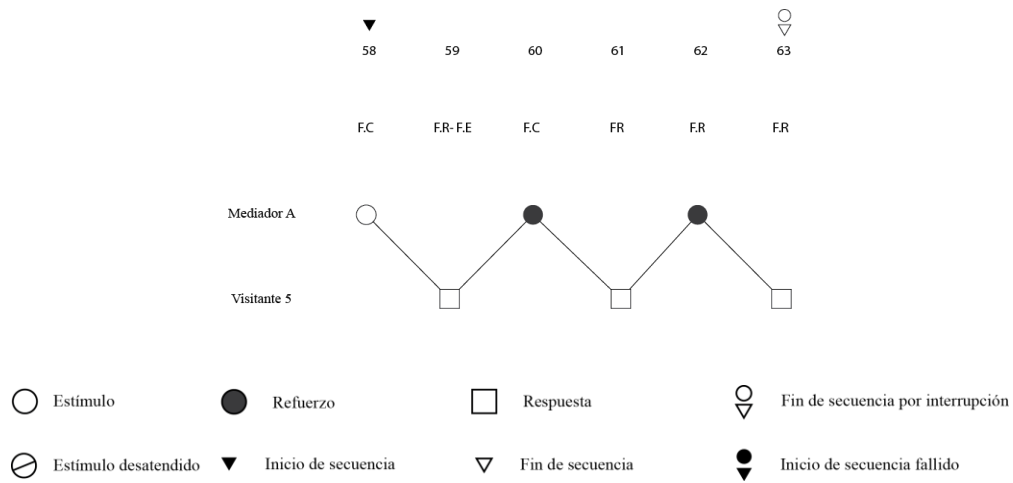 58 59 60 61 62 63
F.C F.R- F.E F.C FR F.R F.R
Mediador A
Visitante 5
Estímulo Refuerzo Respuesta Fin de secuencia por interrupción
Estímulo desatendido Inicio de secuencia Fin de secuencia Inicio de secuencia fallido